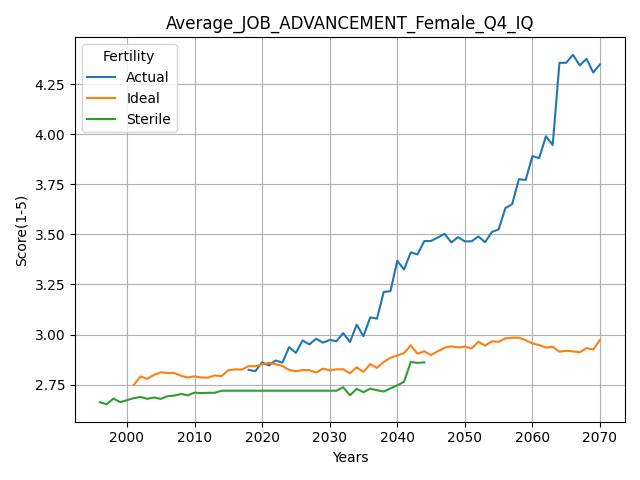 Average_JOB_ADVANCEMENT_Female_Q4_IQ
Fertility
Actual
Ideal
Sterile
Score(1-5)
4.25
4.00
3.75
3.50
3.25
3.00
2.75
2000 2010 2020 2030 2040 2050 2060 2070
Years